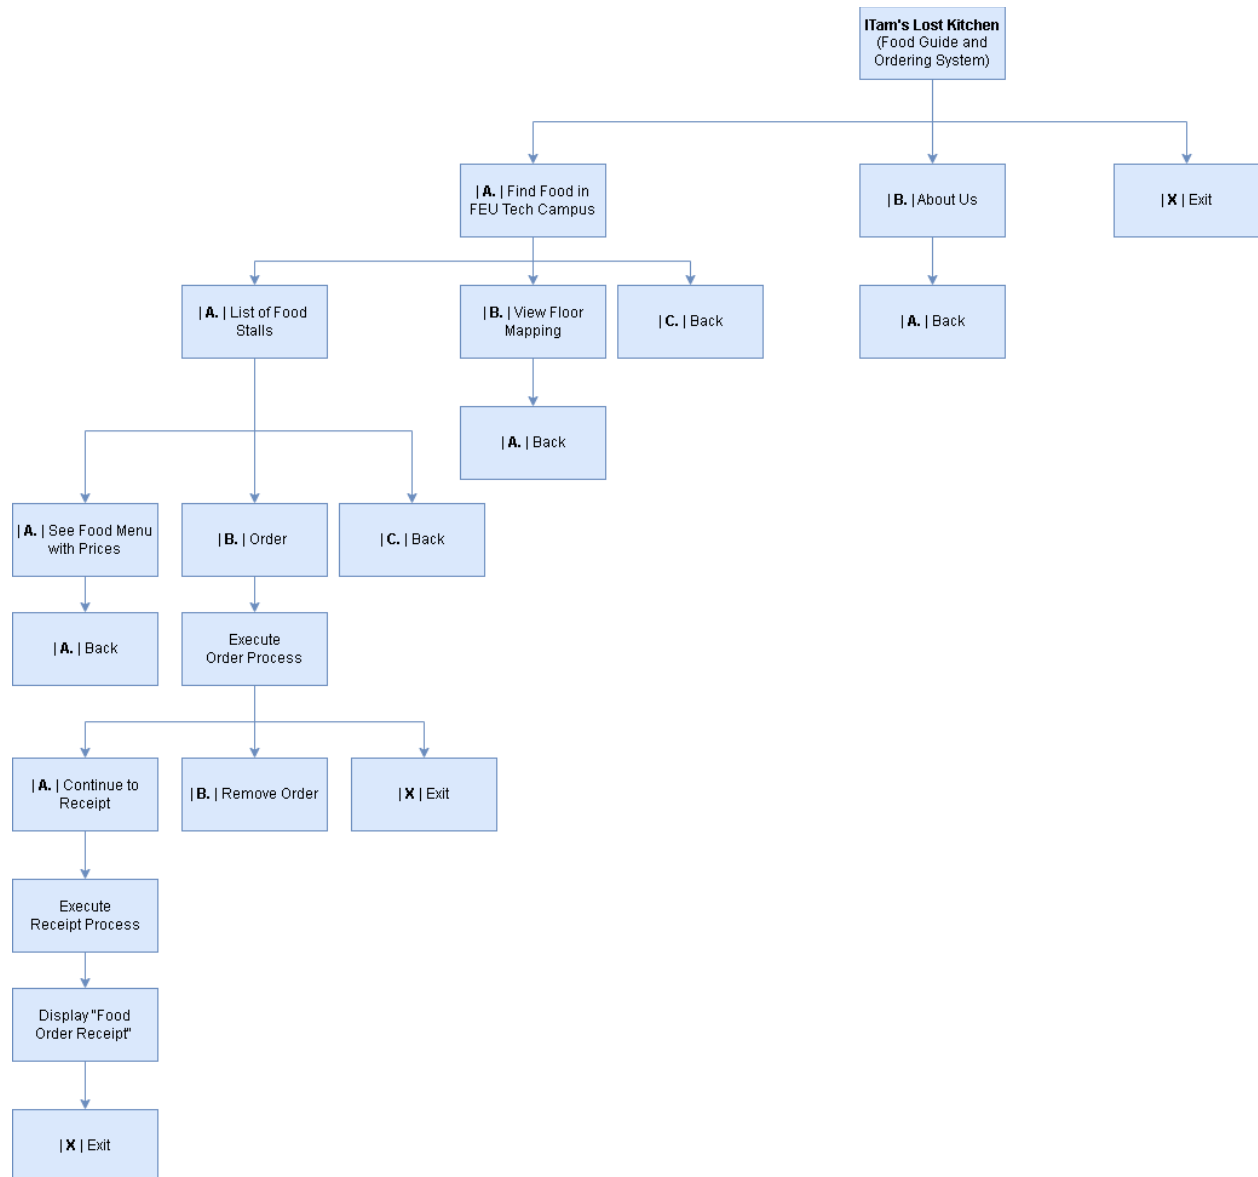 ITam's Lost Kitchen
(Food Guide and
Ordering System)
| A. | Find Food in
FEU Tech Campus
| B. | About Us
| X | Exit
| A. | List of Food
Stalls
| B. | View Floor
Mapping
| C. | Back
| A. | Back
| A. | Back
| A. | See Food Menu
with Prices
| B. | Order
| C. | Back
| A. | Back
Execute
Order Process
| A. | Continue to
Receipt
| B. | Remove Order
| X | Exit
Execute
Receipt Process
Display "Food
Order Receipt"
| X | Exit